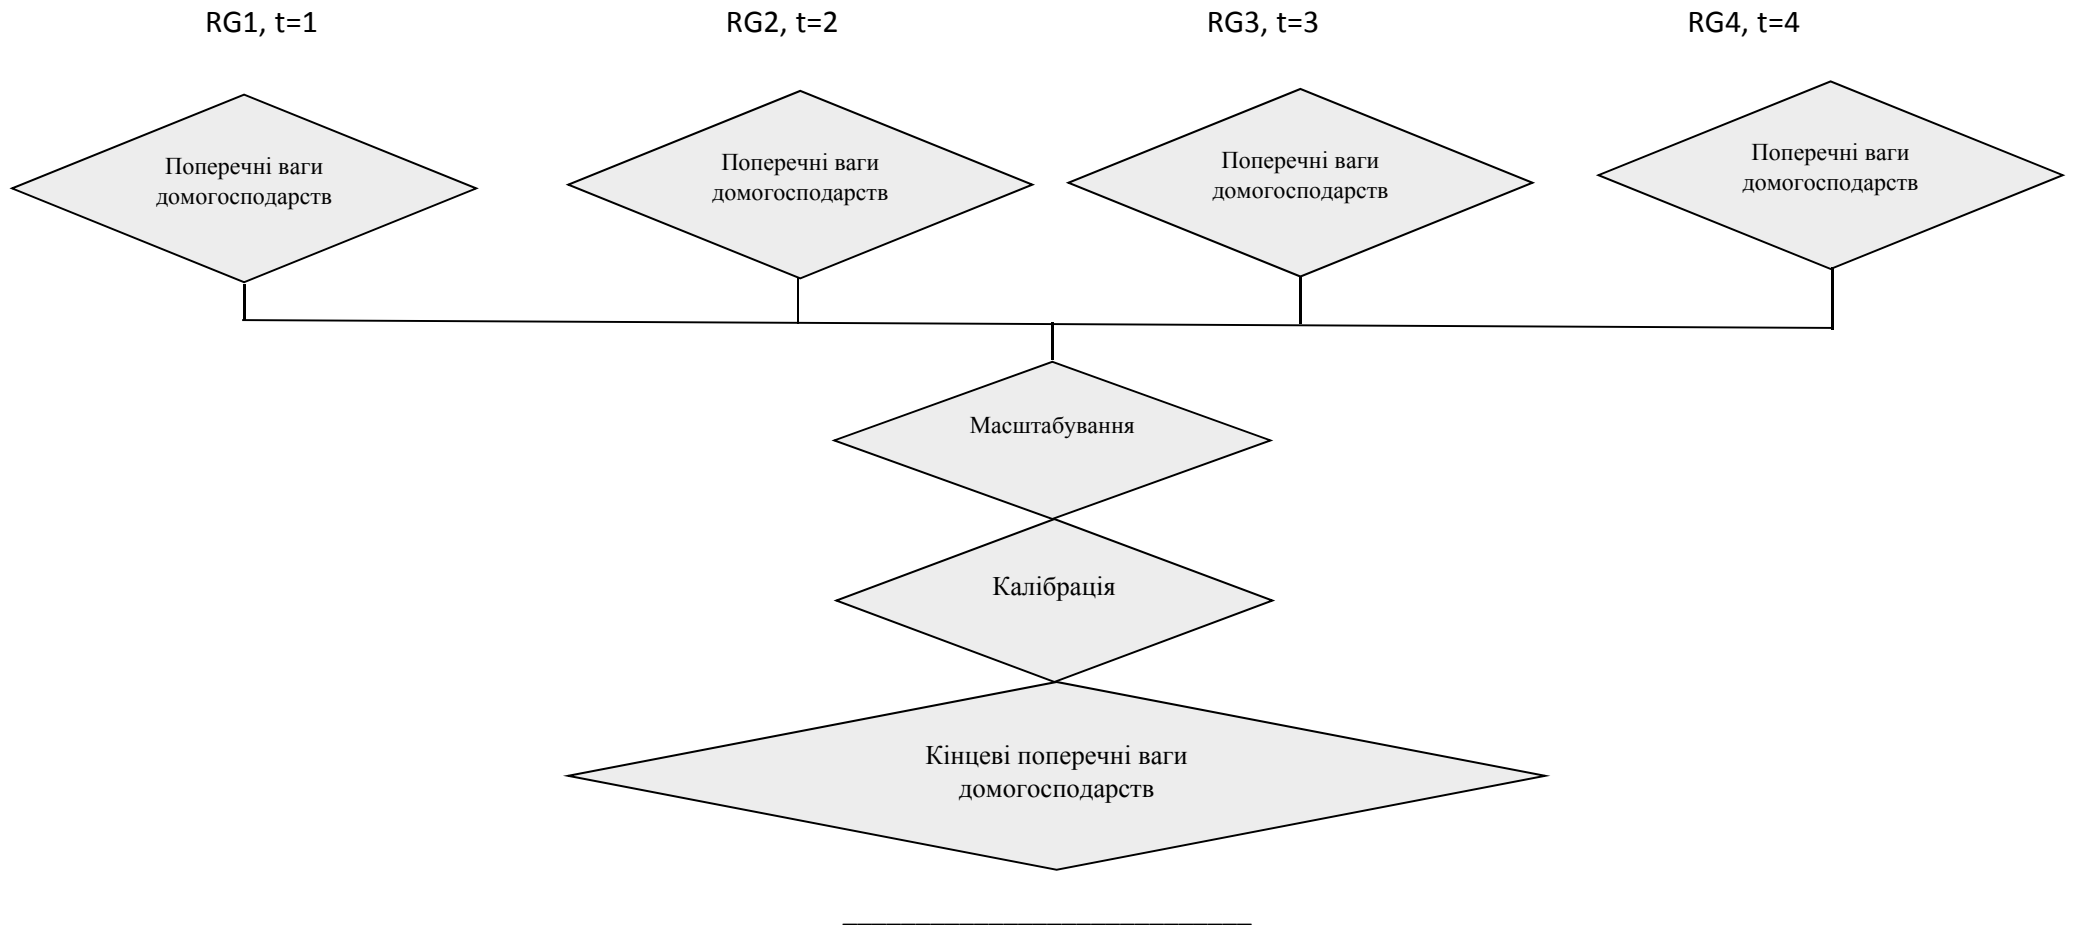 RG1, t=1
RG2, t=2
RG3, t=3
RG4, t=4
Поперечні ваги
домогосподарств
Поперечні ваги
домогосподарств
Поперечні ваги
домогосподарств
Поперечні ваги
домогосподарств
Масштабування
Калібрація
Кінцеві поперечні ваги
домогосподарств